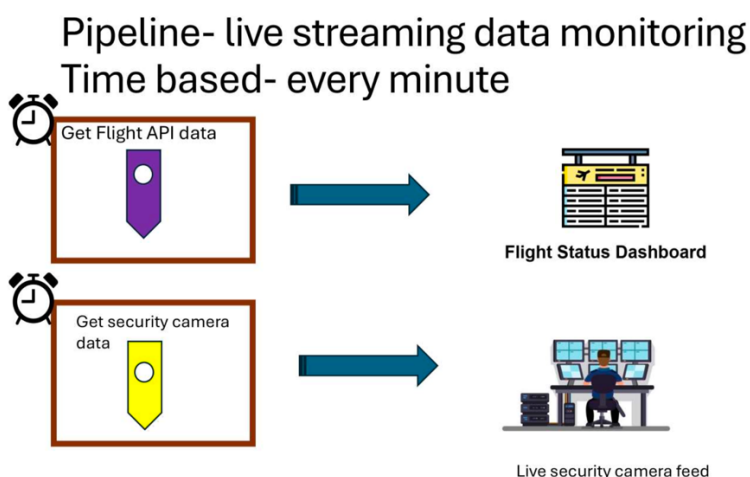 Pipeline- live streaming data monitoring
Time based- every minute
Get Flight API data
Flight Status Dashboard
Get security camera
data
Live security camera feed